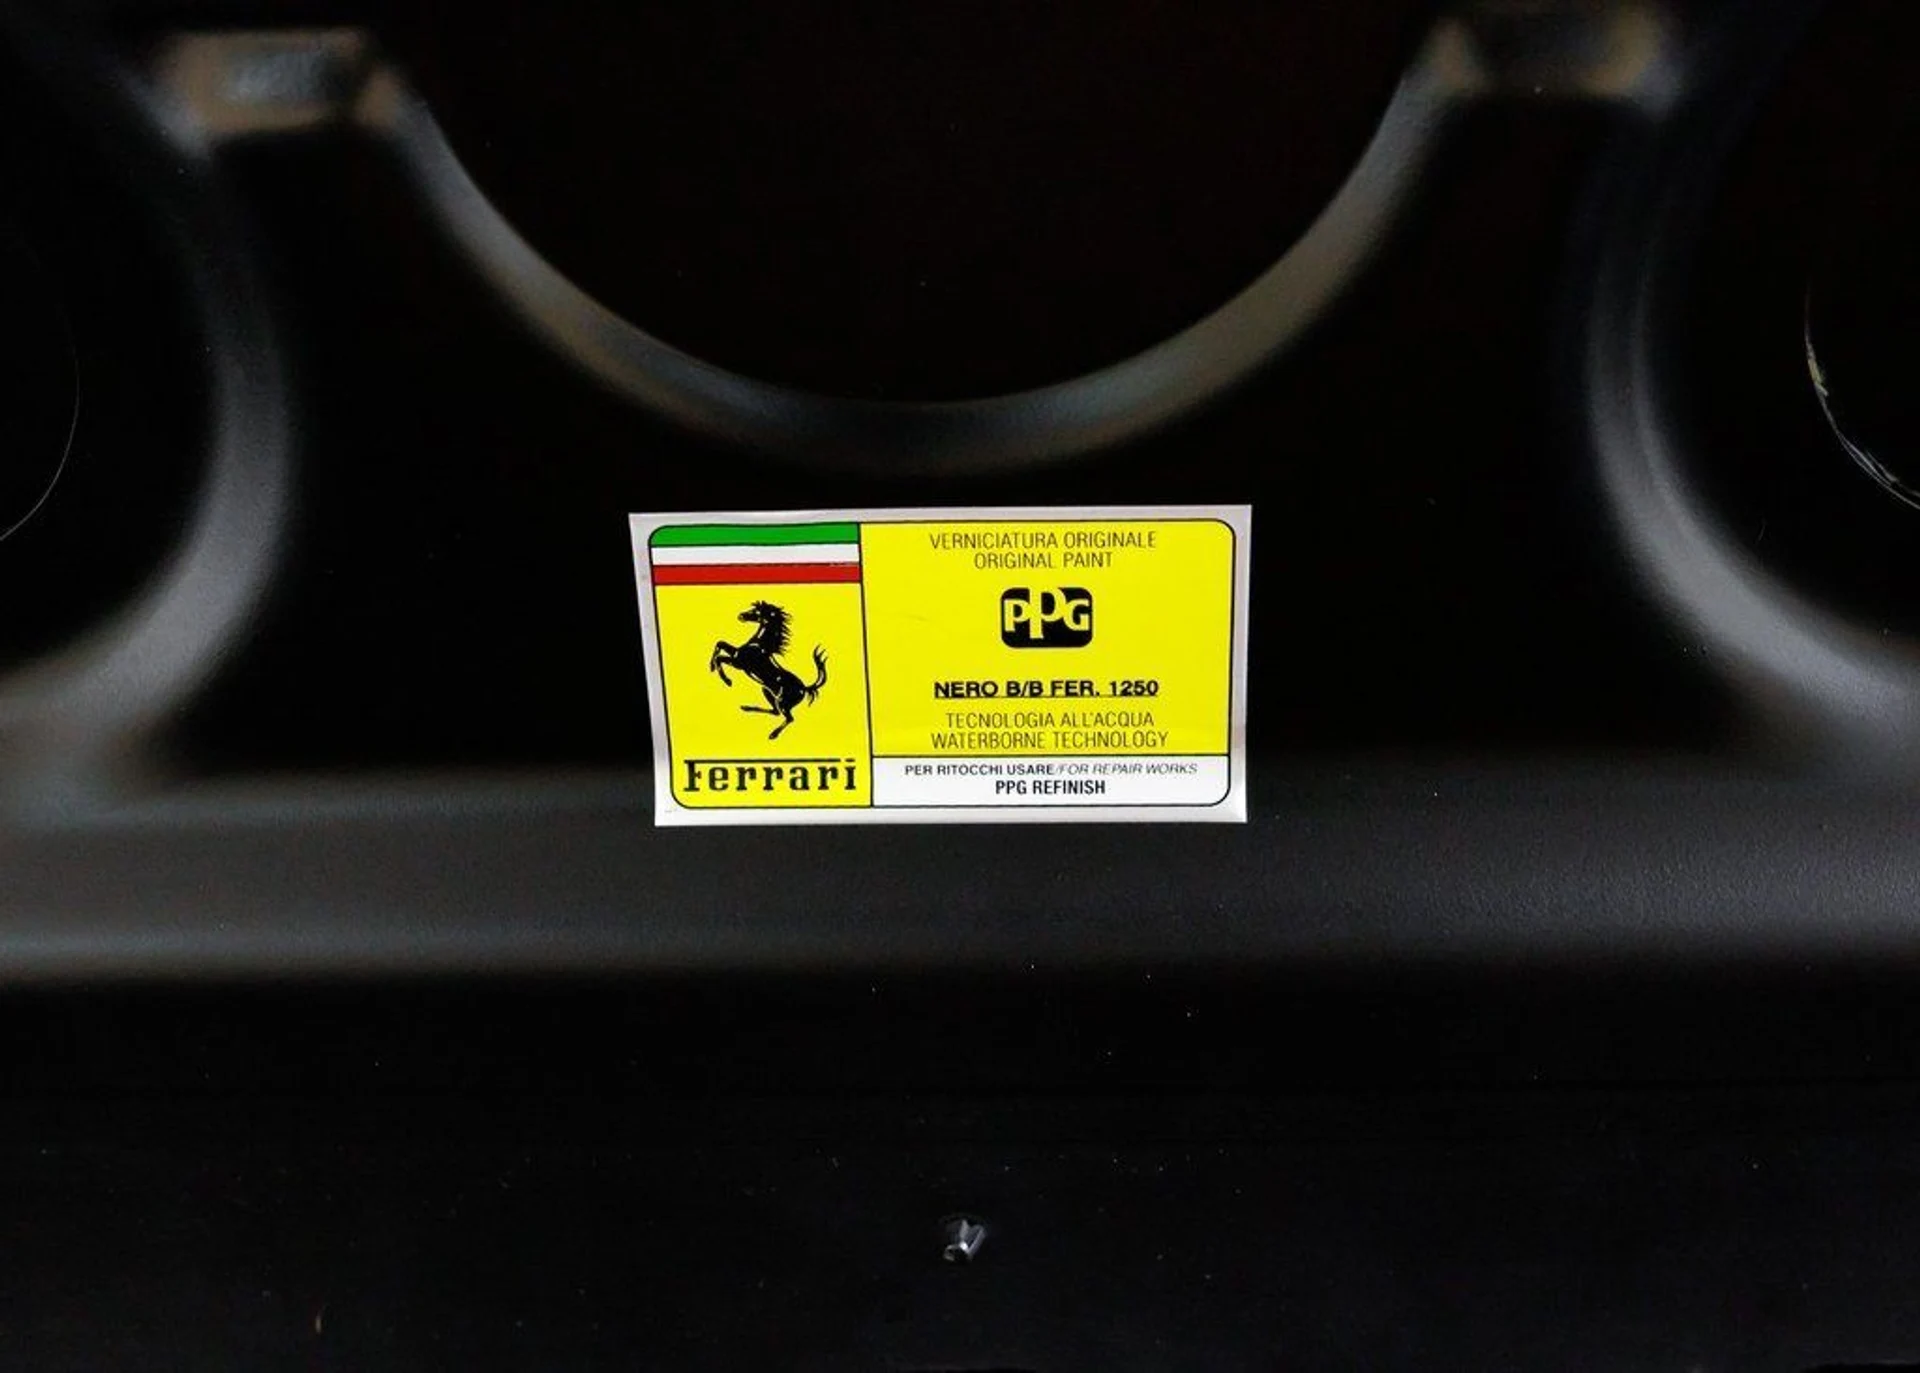 VERNICIATURA ORIGINALE
ORIGINAL PAINT
PPG
NERO B/B FER. 1250
TECNOLOGIA ALL'ACQUA
WATERBORNE TECHNOLOGY
Ferrari
PER RITOCCHI USARE/FOR REPAIR WORKS
PPG REFINISH